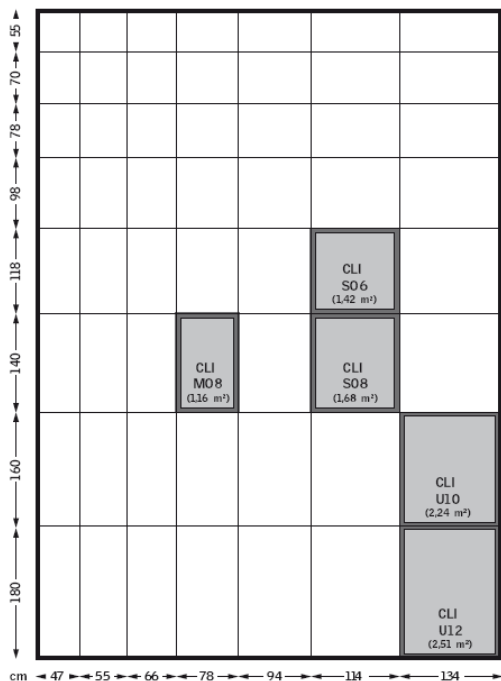 55
70
78
98
118
CLI
S06
(1,42 m²)
140
CLI
M08
(1,16 m²)
CLI
S08
(1,68 m²)
160
CLI
U10
(2,24 m²)
180
CLI
U12
(2,51 m²)
cm 47 55 66 78 94 114 134